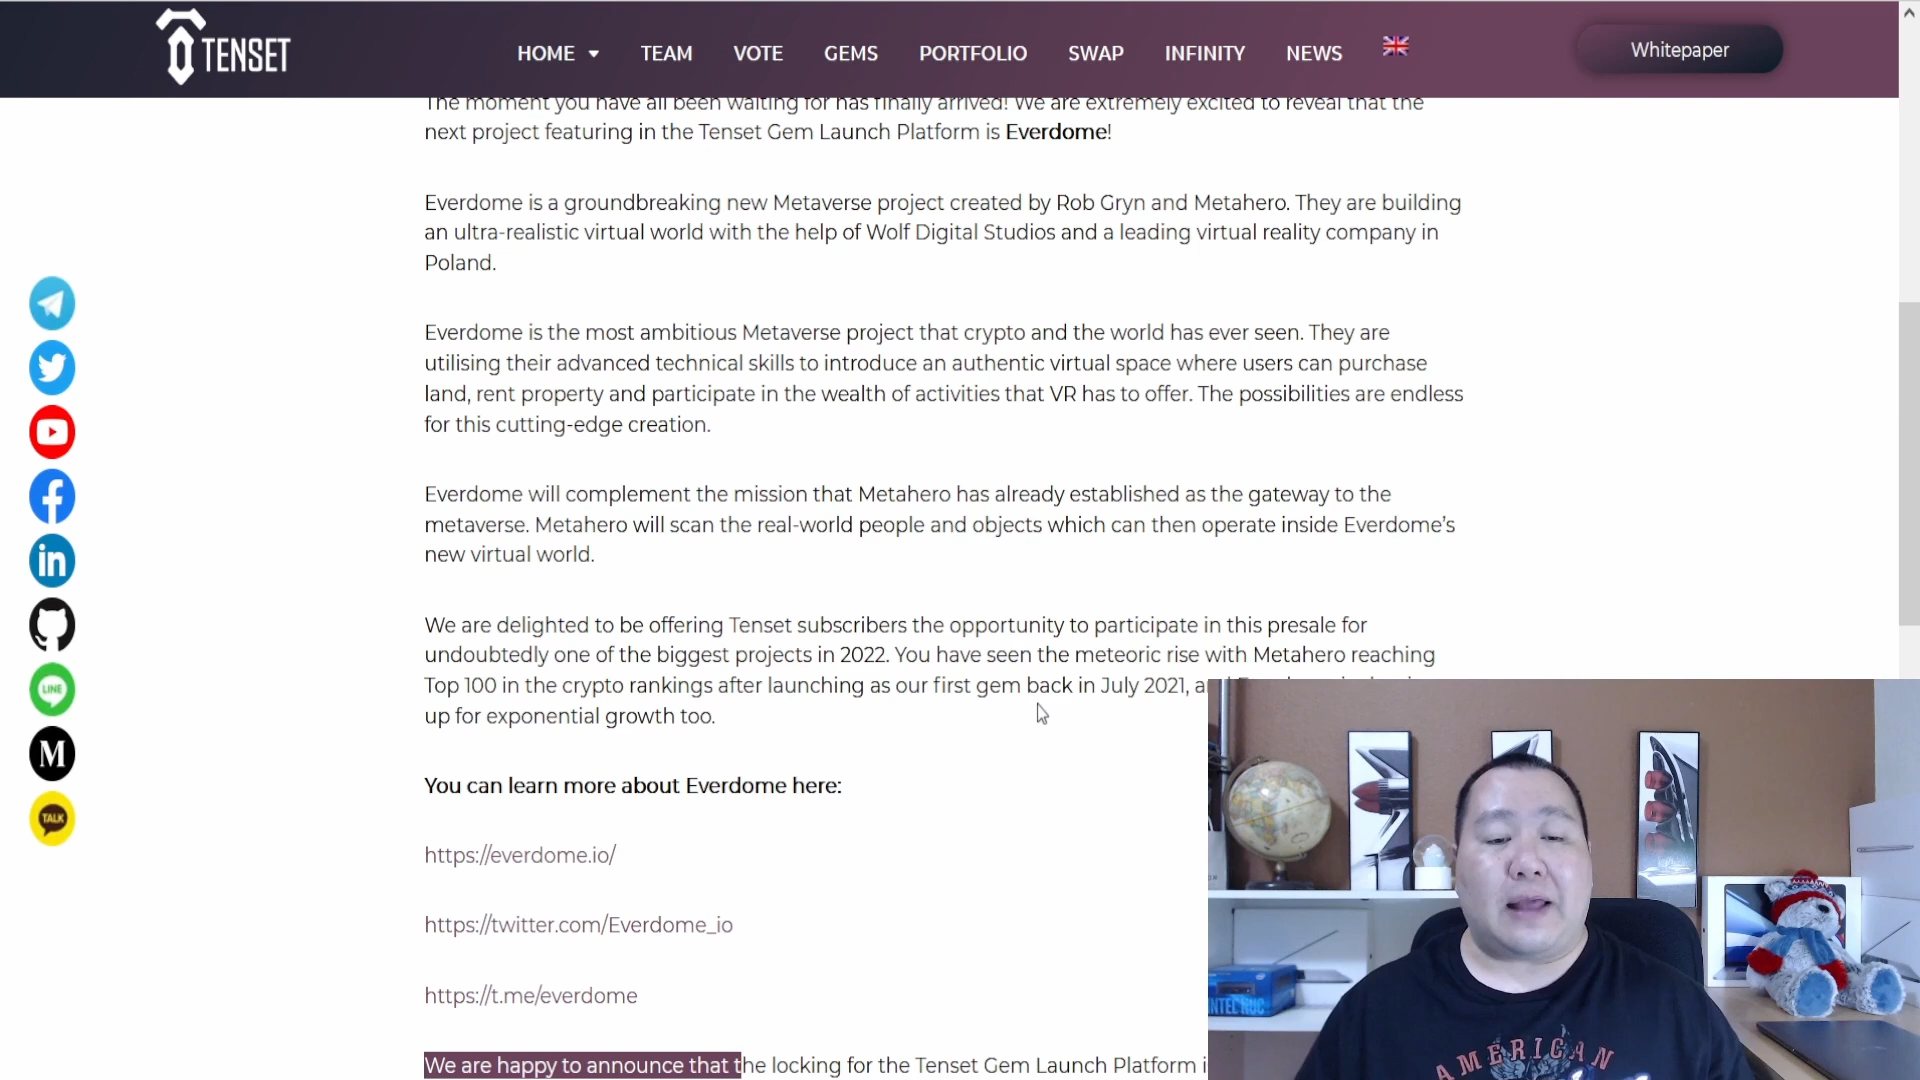 TENSET
HOME TEAM VOTE GEMS PORTFOLIO SWAP INFINITY NEWS Whitepaper
The moment you have all been waiting for has finally arrived! We are extremely excited to reveal that the
next project featuring in the Tenset Gem Launch Platform is Everdome!
Everdome is a groundbreaking new Metaverse project created by Rob Gryn and Metahero. They are building
an ultra-realistic virtual world with the help of Wolf Digital Studios and a leading virtual reality company in
Poland.
Everdome is the most ambitious Metaverse project that crypto and the world has ever seen. They are
utilising their advanced technical skills to introduce an authentic virtual space where users can purchase
land, rent property and participate in the wealth of activities that VR has to offer. The possibilities are endless
for this cutting-edge creation.
Everdome will complement the mission that Metahero has already established as the gateway to the
metaverse. Metahero will scan the real-world people and objects which can then operate inside Everdome's
new virtual world.
We are delighted to be offering Tenset subscribers the opportunity to participate in this presale for
undoubtedly one of the biggest projects in 2022. You have seen the meteoric rise with Metahero reaching
Top 100 in the crypto rankings after launching as our first gem back in July 2021,
up for exponential growth too.
You can learn more about Everdome here:
https://everdome.io/
https://twitter.com/Everdome_io
https://t.me/everdome
We are happy to announce that the locking for the Tenset Gem Launch Platform
in
LINE
M
TALK
INTEL NUC
AMERICAN